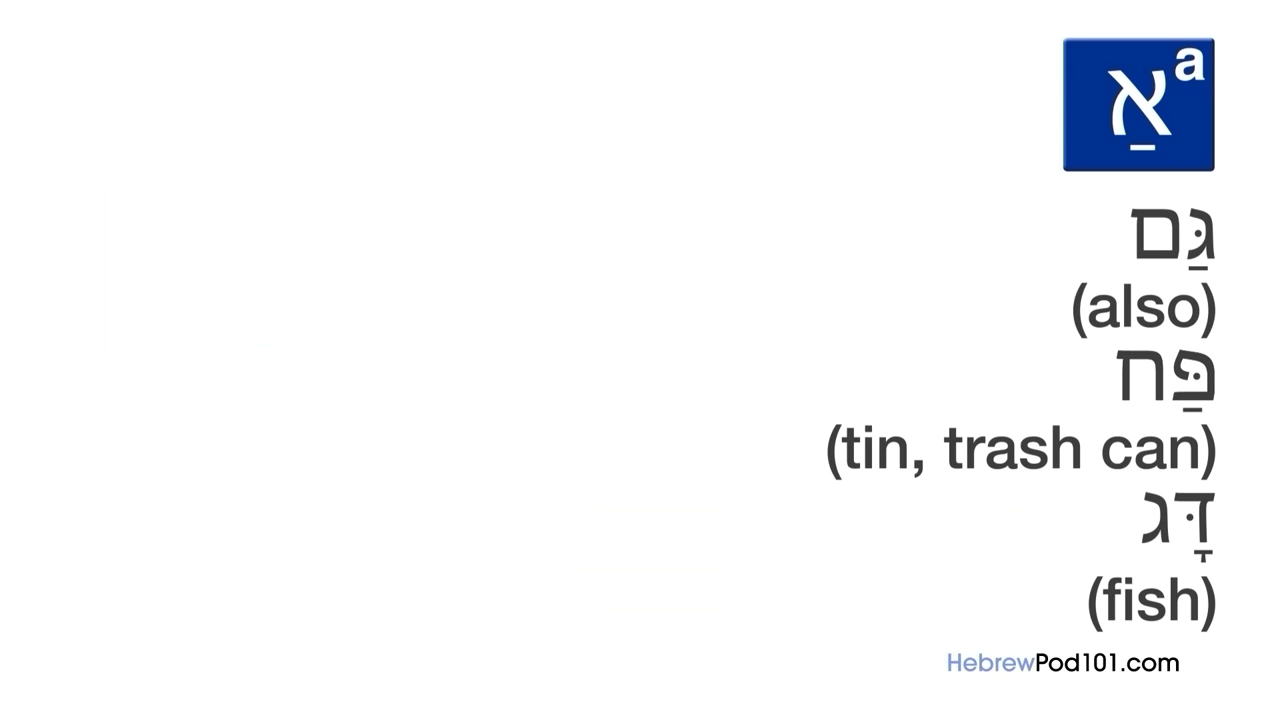 אַ a
גַּם
(also)
פַּח
(tin, trash can)
דָּג
(fish)
HebrewPod101.com